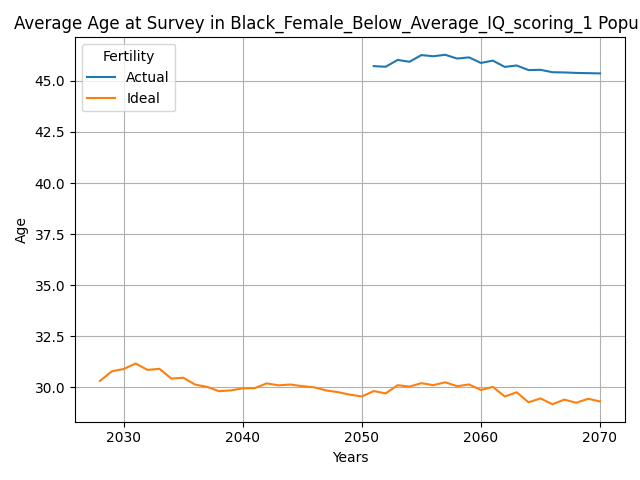 Average Age at Survey in Black_Female_Below_Average_IQ_scoring_1 Popu
Fertility
Actual
Ideal
45.0
42.5
40.0
37.5
35.0
32.5
30.0
Age
2030 2040 2050 2060 2070
Years